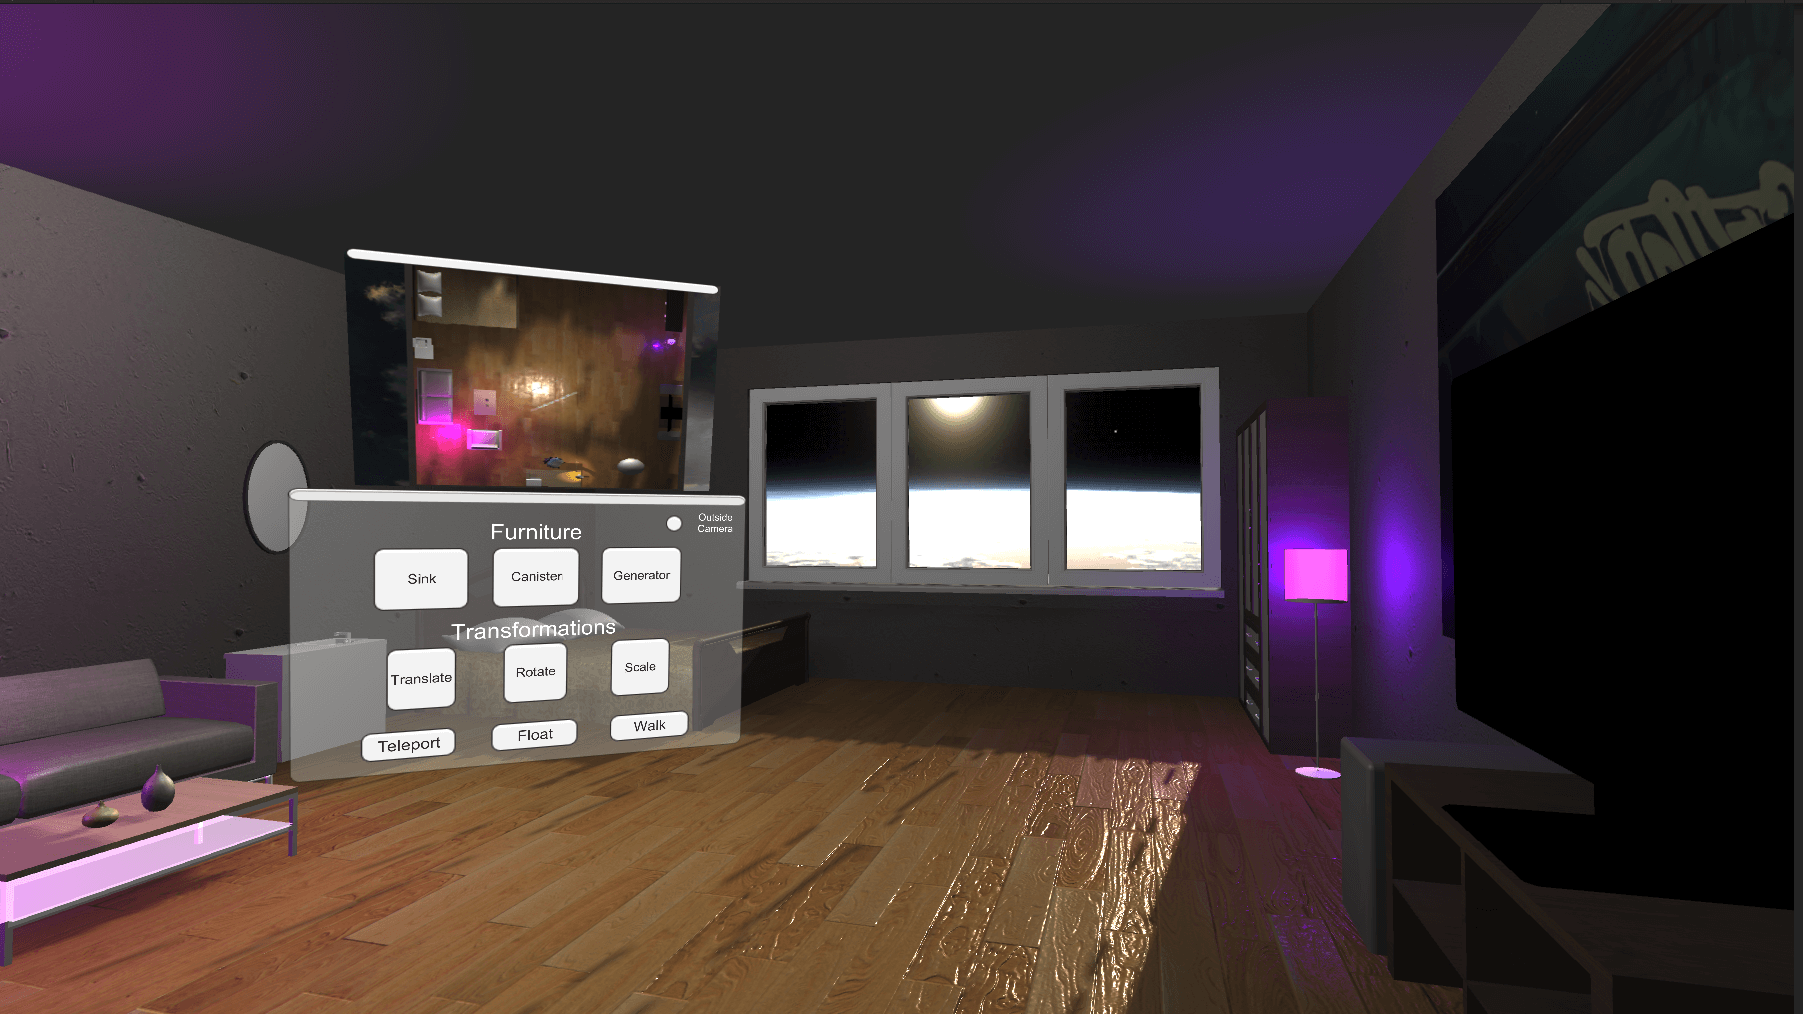 Outside
Camera
Furniture
Sink
Canister
Generator
Transformations
Translate
Rotate
Scale
Teleport
Float
Walk